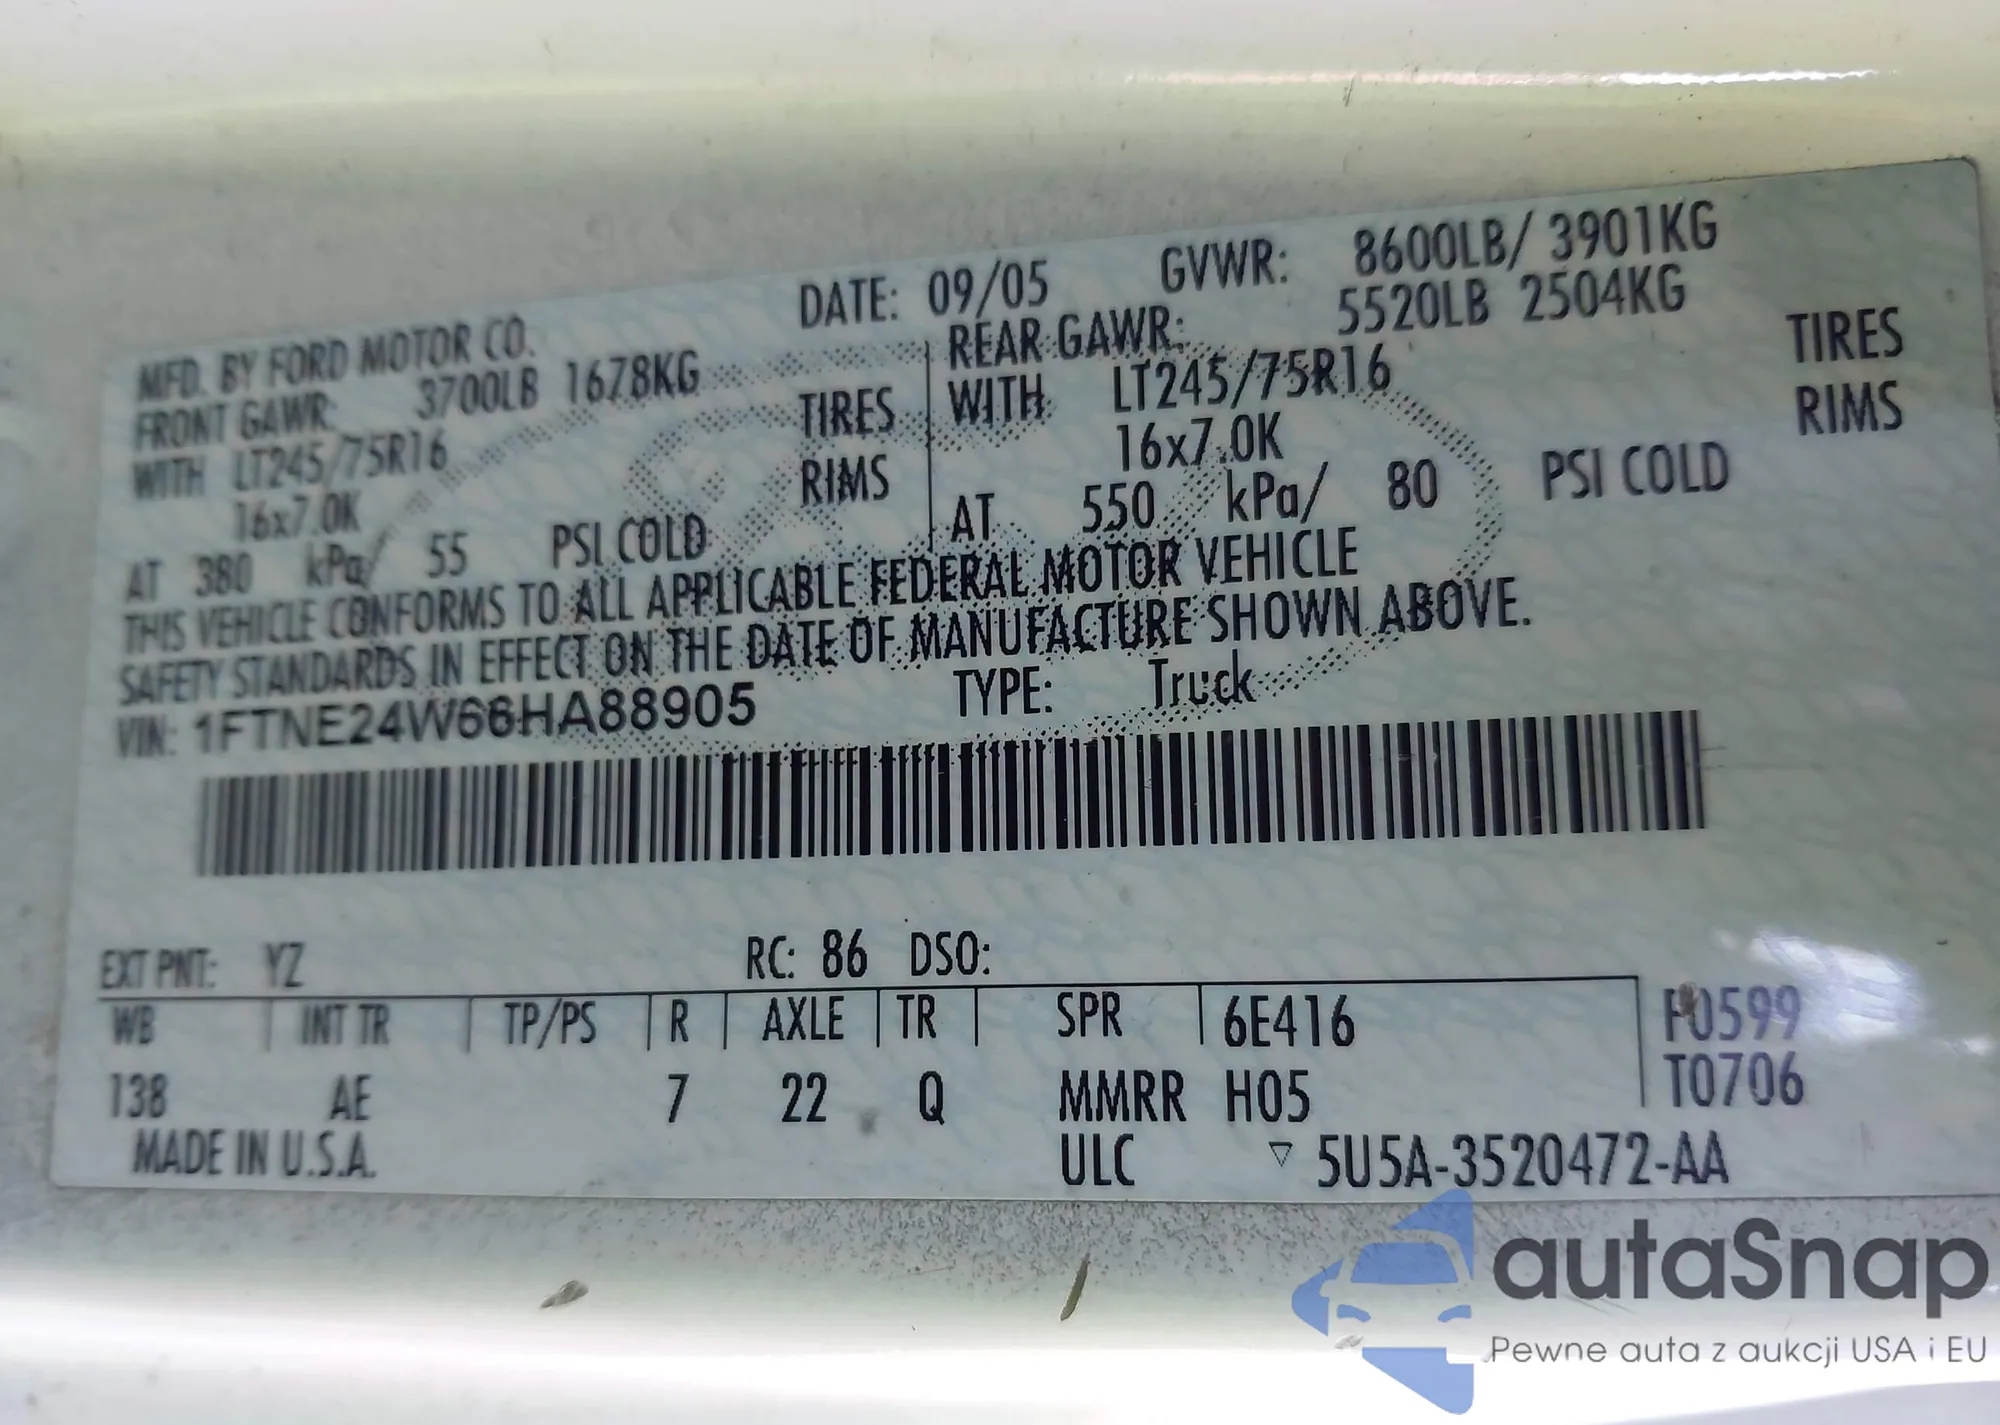 MFD. BY FORD MOTOR CO. DATE: 09/05 GVWR: 8600LB/ 3901KG
FRONT GAWR: 3700LB 1678KG REAR GAWR: 5520LB 2504KG
WITH LT245/75R16 TIRES WITH LT245/75R16 TIRES
16x7.0K RIMS 16x7.0K RIMS
AT 380 kPa/ 55 PSI COLD AT 550 kPa/ 80 PSI COLD
THIS VEHICLE CONFORMS TO ALL APPLICABLE FEDERAL MOTOR VEHICLE
SAFETY STANDARDS IN EFFECT ON THE DATE OF MANUFACTURE SHOWN ABOVE.
VIN: 1FTNE24W66HA88905 TYPE: Truck
EXT PNT: YZ RC: 86 DSO:
WB INT TR TP/PS R AXLE TR SPR 6E416 F0599
138 AE 7 22 Q MMRR H05 T0706
MADE IN U.S.A. ULC ▽ 5U5A-3520472-AA
autaSnap
Pewne auta z aukcji USA i EU